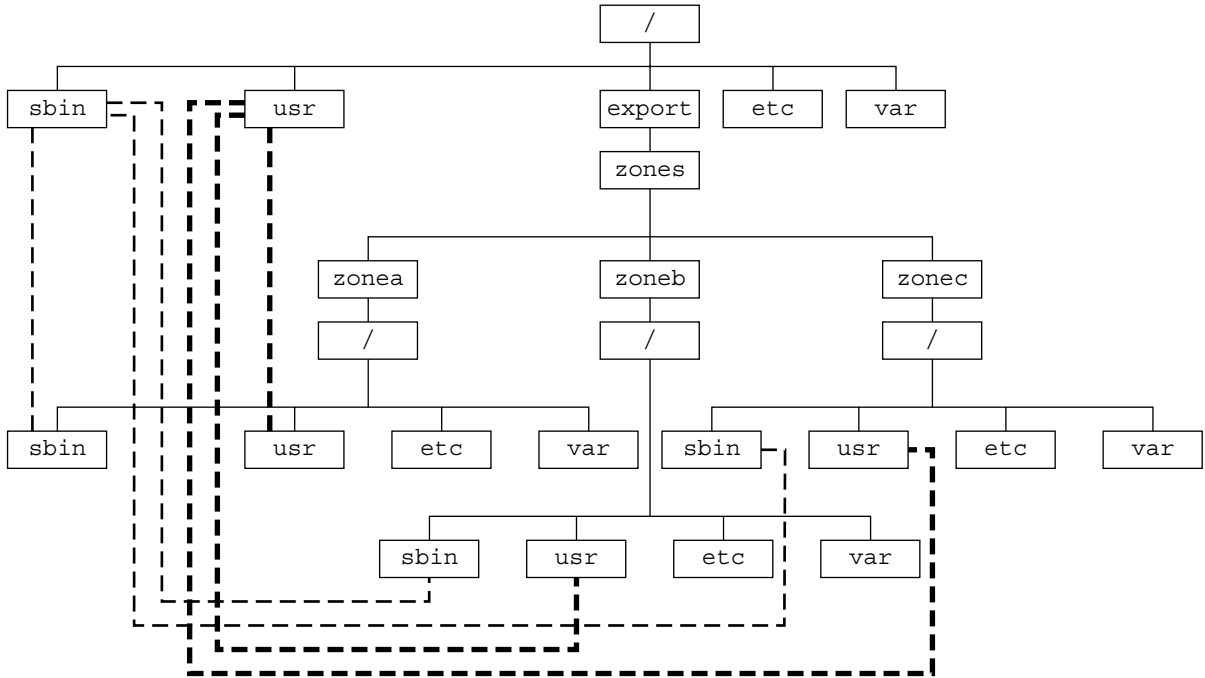 /
sbin usr export etc var
zones
zonea zoneb zonec
/ / /
sbin usr etc var sbin usr etc var
sbin usr etc var